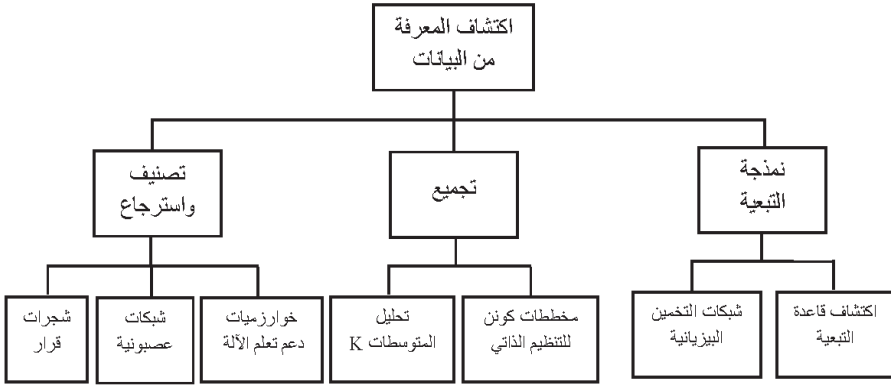 اكتشاف المعرفة
من البيانات
نمذجة
التبعية
تجميع
تصنيف
واسترجاع
اكتشاف قاعدة
التبعية
شبكات التخمين
البيزيانية
مخططات كونن
للتنظيم الذاتي
تحليل
المتوسطات K
خوارزميات
دعم تعلم الآلة
شبكات
عصبونية
شجرات
قرار